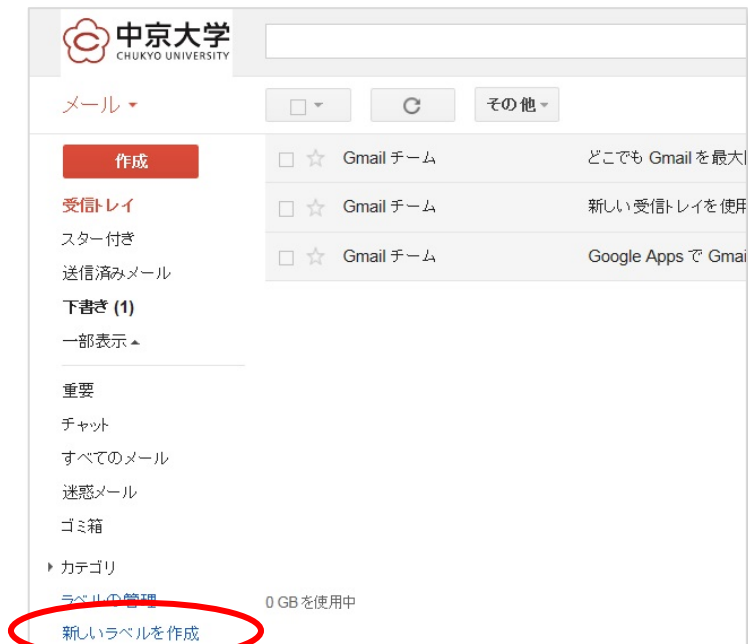 中京大学
CHUKYO UNIVERSITY
メール
その他
作成
Gmail チーム
どこでも Gmail を最大
受信トレイ
Gmail チーム
新しい受信トレイを使用
スター付き
Gmail チーム
Google Apps で Gmai
送信済みメール
下書き (1)
一部表示
重要
チャット
すべてのメール
迷惑メール
ゴミ箱
カテゴリ
ラベルの管理
0 GB を使用中
新しいラベルを作成